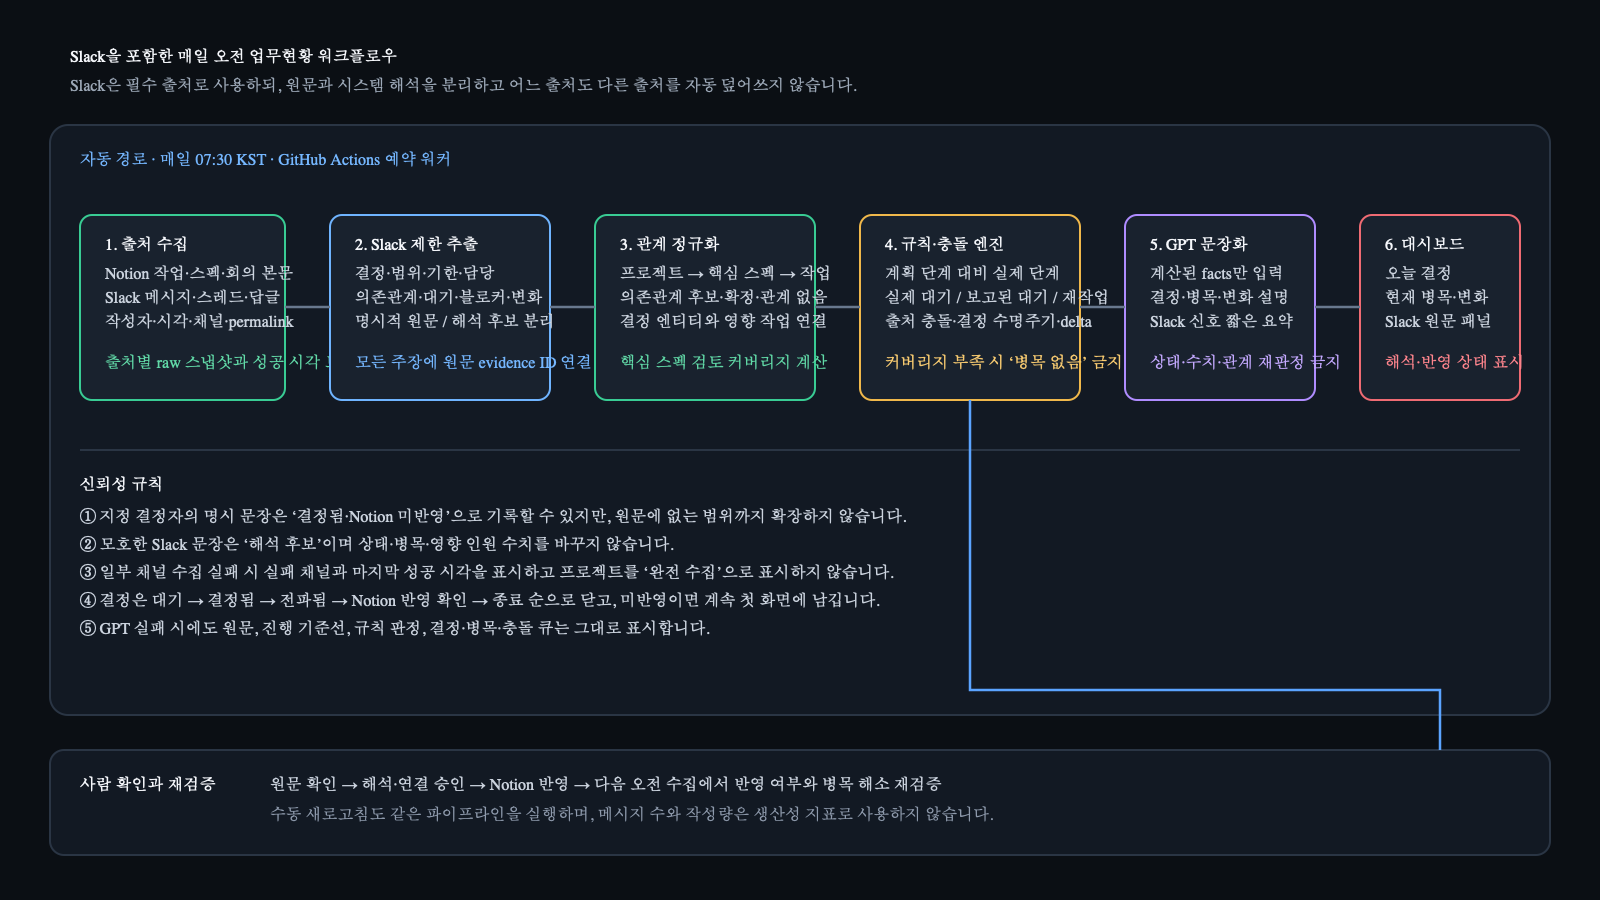 Slack을 포함한 매일 오전 업무현황 워크플로우
Slack은 필수 출처로 사용하되, 원문과 시스템 해석을 분리하고 어느 출처도 다른 출처를 자동 덮어쓰지 않습니다.
자동 경로 · 매일 07:30 KST · GitHub Actions 예약 워커
1. 출처 수집
Notion 작업·스펙·회의 본문
Slack 메시지·스레드·답글
작성자·시각·채널·permalink
출처별 raw 스냅샷과 성공 시각
2. Slack 제한 추출
결정·범위·기한·담당
의존관계·대기·블로커·변화
명시적 원문 / 해석 후보 분리
모든 주장에 원문 evidence ID 연결
3. 관계 정규화
프로젝트 → 핵심 스펙 → 작업
의존관계 후보·확정·관계 없음
결정 엔티티와 영향 작업 연결
핵심 스펙 검토 커버리지 계산
4. 규칙·충돌 엔진
계획 단계 대비 실제 단계
실제 대기 / 보고된 대기 / 재작업
출처 충돌·결정 수명주기·delta
커버리지 부족 시 ‘병목 없음’ 금지
5. GPT 문장화
계산된 facts만 입력
결정·병목·변화 설명
Slack 신호 짧은 요약
상태·수치·관계 재판정 금지
6. 대시보드
오늘 결정
현재 병목·변화
Slack 원문 패널
해석·반영 상태 표시
신뢰성 규칙
① 지정 결정자의 명시 문장은 ‘결정됨·Notion 미반영’으로 기록할 수 있지만, 원문에 없는 범위까지 확장하지 않습니다.
② 모호한 Slack 문장은 ‘해석 후보’이며 상태·병목·영향 인원 수치를 바꾸지 않습니다.
③ 일부 채널 수집 실패 시 실패 채널과 마지막 성공 시각을 표시하고 프로젝트를 ‘완전 수집’으로 표시하지 않습니다.
④ 결정은 대기 → 결정됨 → 전파됨 → Notion 반영 확인 → 종료 순으로 닫고, 미반영이면 계속 첫 화면에 남깁니다.
⑤ GPT 실패 시에도 원문, 진행 기준선, 규칙 판정, 결정·병목·충돌 큐는 그대로 표시합니다.
사람 확인과 재검증
원문 확인 → 해석·연결 승인 → Notion 반영 → 다음 오전 수집에서 반영 여부와 병목 해소 재검증
수동 새로고침도 같은 파이프라인을 실행하며, 메시지 수와 작성량은 생산성 지표로 사용하지 않습니다.